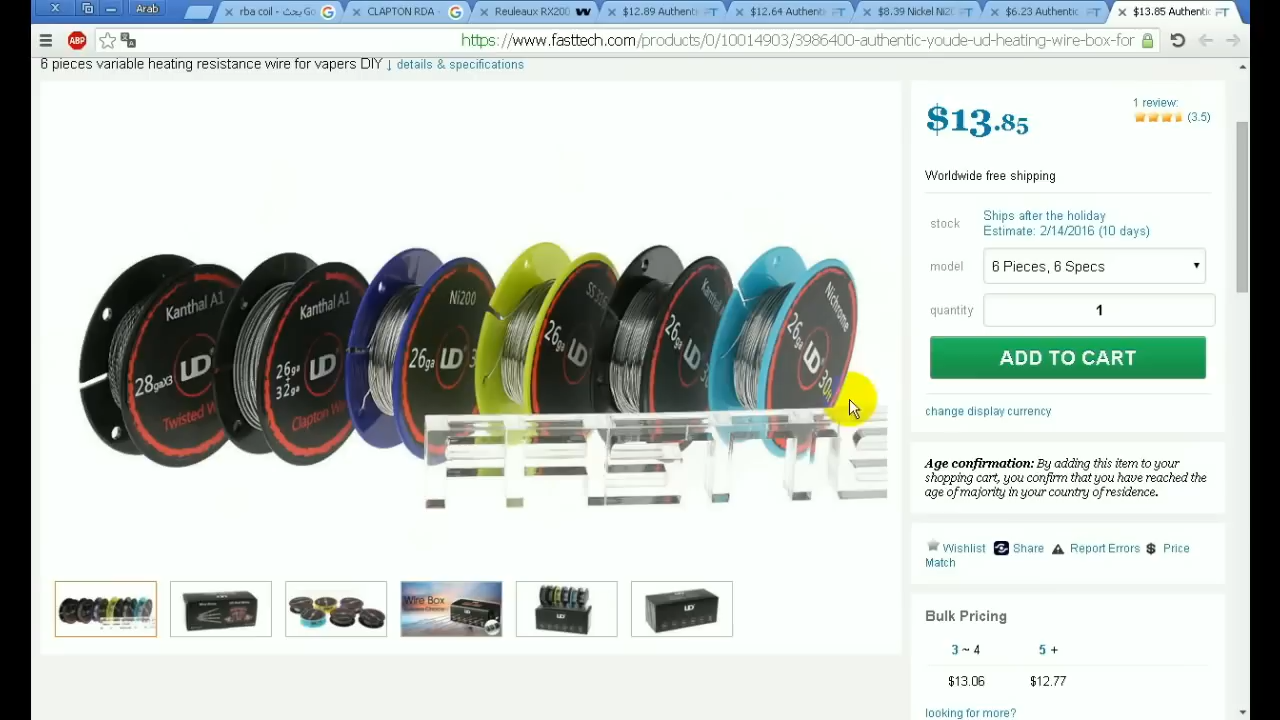 Arab
rba coil - بحث Go
CLAPTON RDA -
Reuleaux RX200
$12.89 Authentic
$12.64 Authentic
$8.39 Nickel Ni20
$6.23 Authentic
$13.85 Authentic
ABP
https://www.fasttech.com/products/0/10014903/3986400-authentic-youde-ud-heating-wire-box-for
6 pieces variable heating resistance wire for vapers DIY ↓ details & specifications
$13.85
1 review:
(3.5)
Worldwide free shipping
stock
Ships after the holiday
Estimate: 2/14/2016 (10 days)
model
6 Pieces, 6 Specs
quantity
1
ADD TO CART
change display currency
Age confirmation: By adding this item to your
shopping cart, you confirm that you have reached the
age of majority in your country of residence.
Wishlist Share Report Errors Price
Match
Bulk Pricing
3 ~ 4 5 +
$13.06 $12.77
looking for more?
Kanthal A1
28gaX3
UD
Twisted W
Kanthal A1
26ga
+
32ga
UD
Clapton Wi
Ni200
26ga UD 3
26ga
UD
26ga
UD
Nichrome
26ga
UD
Wire Box
UD